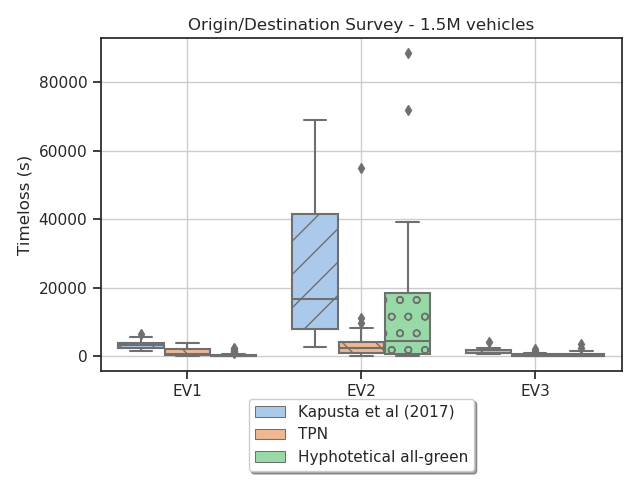 Origin/Destination Survey - 1.5M vehicles
Timeloss (s)
80000
60000
40000
20000
0
EV1 EV2 EV3
Kapusta et al (2017)
TPN
Hyphotetical all-green